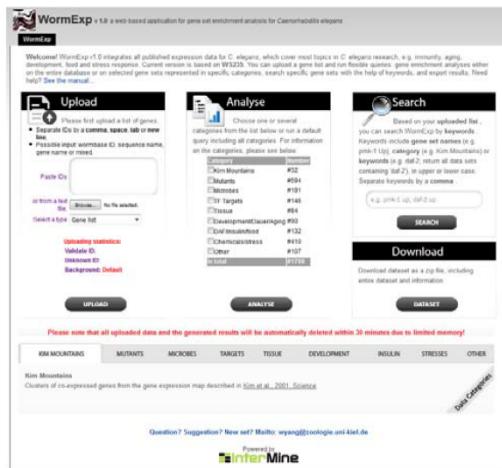 WormExp v 1.0 a web-based application for gene set enrichment analsis for Caenorhabditis elegans
WormExp
Welcome! WormExp v1.0 integrates all published expression data for C. elegans, which cover most topics in C. elegans research, e.g. immunity, aging,
development, food and stress response. Current version is based on WS235. You can upload a gene list and run flexible queries: gene enrichment analyses either
on the entire database or on selected gene sets represented in specific categories, search specific gene sets with the help of keywords, and export results. Need
help? See the manual...
Upload
Please first upload a list of genes.
Separate IDs by a comma, space, tab or new
line.
Possible input: wormbase ID, sequence name,
gene name or mixed.
Paste IDs
or from a text
file.
Browse... No file selected.
Select a type Gene list
Uploading statistics:
Validate ID:
Unknown ID:
Background: Default
UPLOAD
Analyse
Choose one or several
categories from the list below or run a default
query including all categories. For information
on the categories, please see below.
Category Number
Kim Mountains #32
Mutants #594
Microbes #191
TF Targets #146
Tissue #84
Development/Dauer/Aging #93
DAF/Insulin/food #132
Chemicals/stress #410
Other #107
In total
ANALYSE
Search
Based on your uploaded list,
you can search WormExp by keywords.
Keywords include gene set names (e.g.
pmk-1 Up), category (e.g. Kim Mountains) or
keywords (e.g. daf-2; return all data sets
containing 'daf-2'), in upper or lower case.
Separate keywords by a comma.
e.g. pmk-1 up, daf-2 up
SEARCH
Download
Download dataset as a zip file, including
entire dataset and information
DATASET
Please note that all uploaded data and the generated results will be automatically deleted within 30 minutes due to limited memory!
KIM MOUNTAINS MUTANTS MICROBES TARGETS TISSUE DEVELOPMENT INSULIN STRESSES OTHER
Kim Mountains
Clusters of co-expressed genes from the gene expression map described in Kim et al., 2001, Science
Data Categories
Question? Suggestion? New set? Mailto: wyang@zoologie.uni-kiel.de
Powered by
InterMine